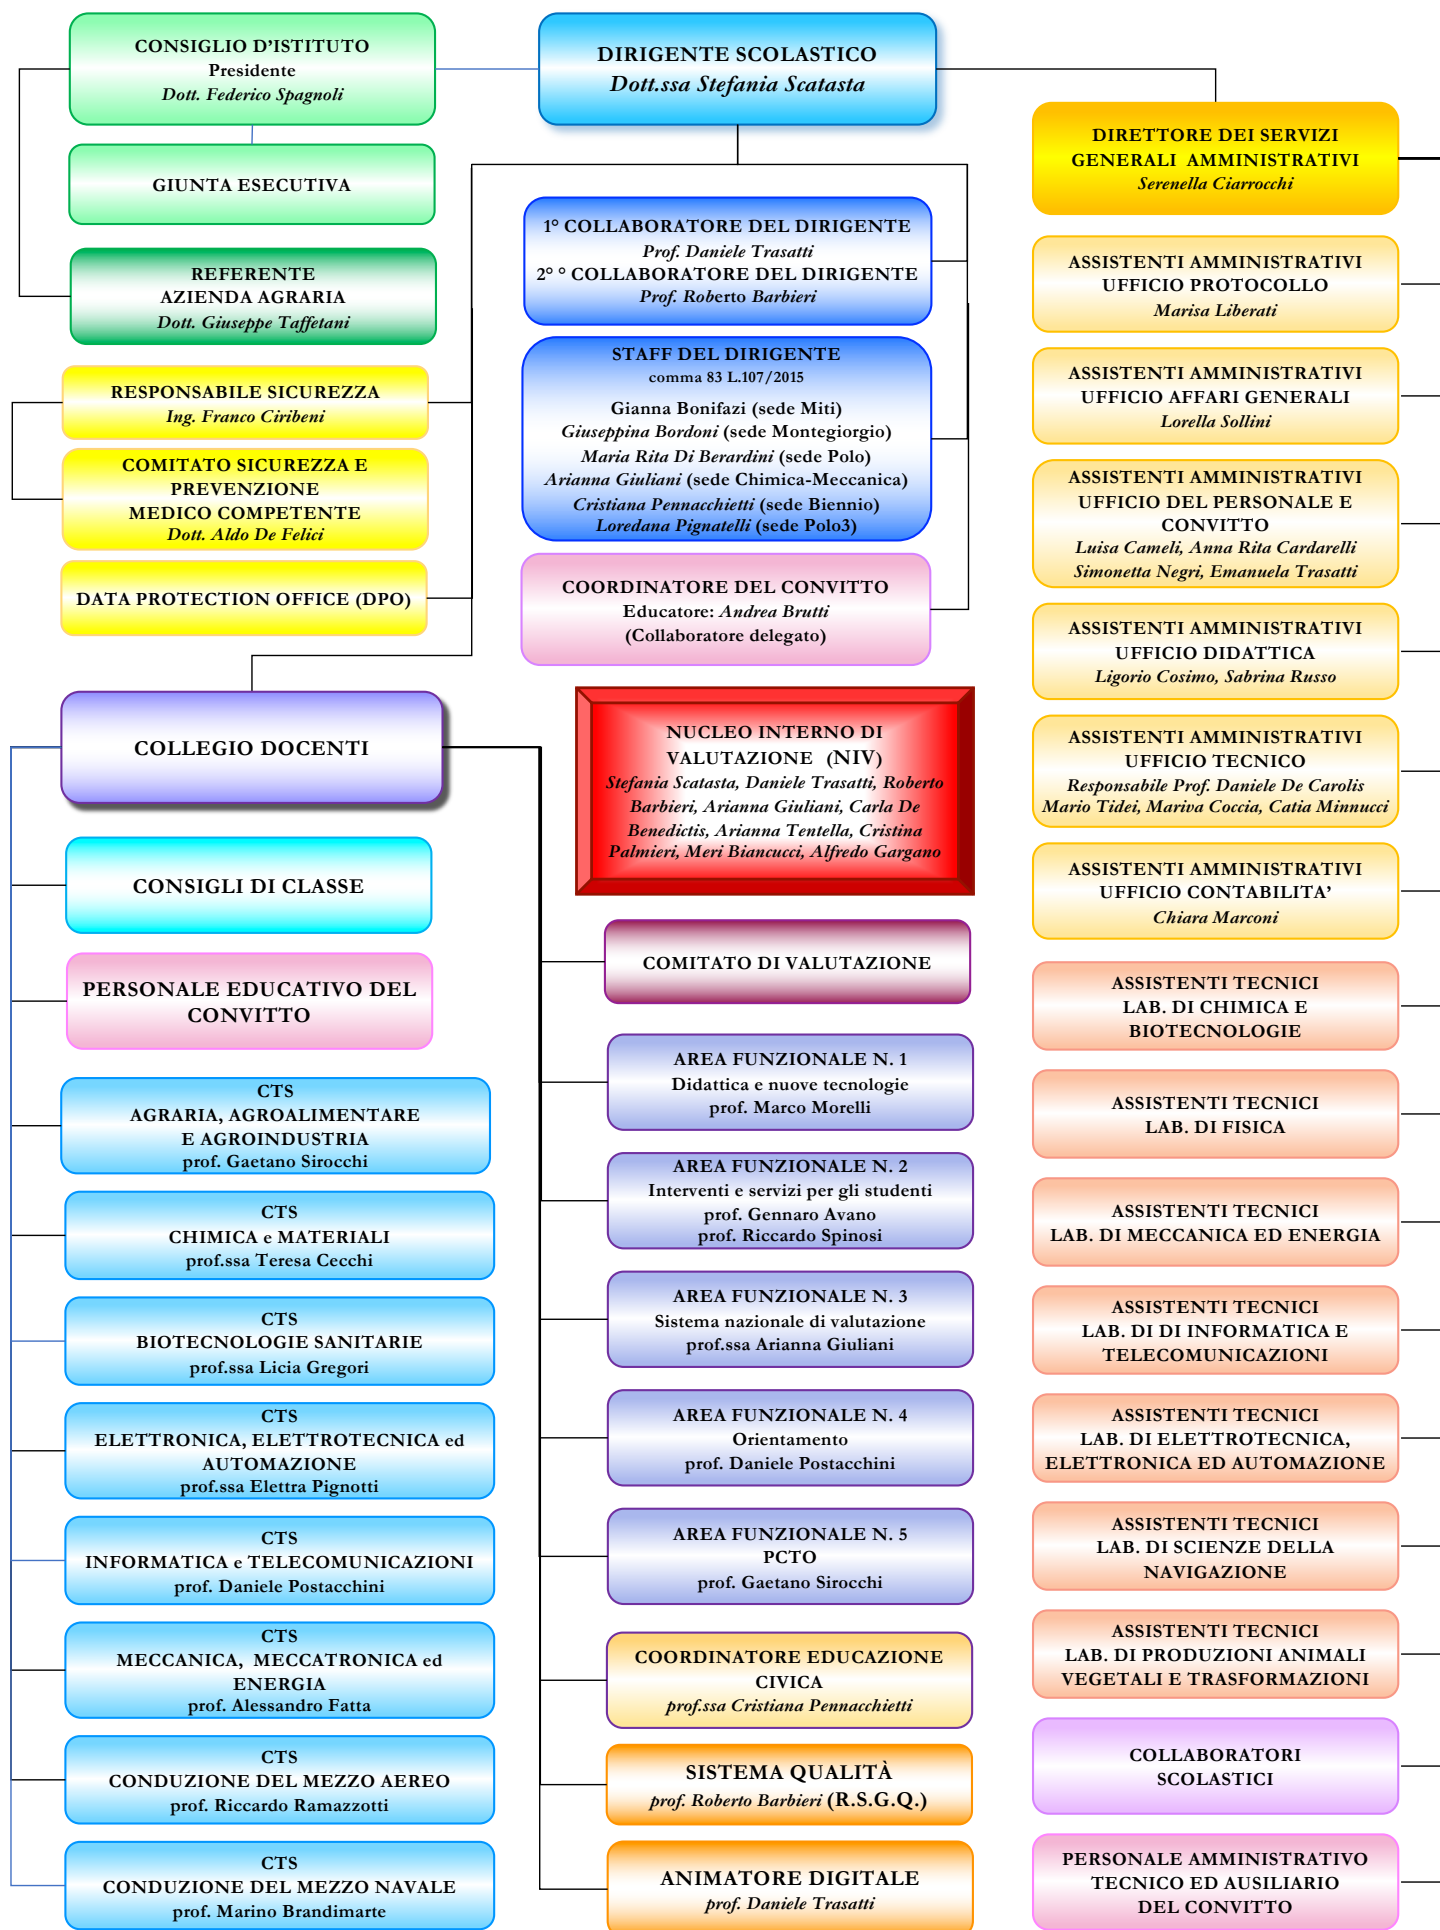 CONSIGLIO D'ISTITUTO
Presidente
Dott. Federico Spagnoli
GIUNTA ESECUTIVA
REFERENTE
AZIENDA AGRARIA
Dott. Giuseppe Taffetani
RESPONSABILE SICUREZZA
Ing. Franco Ciribeni
COMITATO SICUREZZA E
PREVENZIONE
MEDICO COMPETENTE
Dott. Aldo De Felici
DATA PROTECTION OFFICE (DPO)
DIRIGENTE SCOLASTICO
Dott.ssa Stefania Scatasta
1° COLLABORATORE DEL DIRIGENTE
Prof. Daniele Trasatti
2° ° COLLABORATORE DEL DIRIGENTE
Prof. Roberto Barbieri
STAFF DEL DIRIGENTE
comma 83 L.107/2015
Gianna Bonifazi (sede Miti)
Giuseppina Bordoni (sede Montegiorgio)
Maria Rita Di Berardini (sede Polo)
Arianna Giuliani (sede Chimica-Meccanica)
Cristiana Pennacchietti (sede Biennio)
Loredana Pignatelli (sede Polo3)
COORDINATORE DEL CONVITTO
Educatore: Andrea Brutti
(Collaboratore delegato)
COLLEGIO DOCENTI
CONSIGLI DI CLASSE
PERSONALE EDUCATIVO DEL
CONVITTO
CTS
AGRARIA, AGROALIMENTARE
E AGROINDUSTRIA
prof. Gaetano Sirocchi
CTS
CHIMICA e MATERIALI
prof.ssa Teresa Cecchi
CTS
BIOTECNOLOGIE SANITARIE
prof.ssa Licia Gregori
CTS
ELETTRONICA, ELETTROTECNICA ed
AUTOMAZIONE
prof.ssa Elettra Pignotti
CTS
INFORMATICA e TELECOMUNICAZIONI
prof. Daniele Postacchini
CTS
MECCANICA, MECCATRONICA ed
ENERGIA
prof. Alessandro Fatta
CTS
CONDUZIONE DEL MEZZO AEREO
prof. Riccardo Ramazzotti
CTS
CONDUZIONE DEL MEZZO NAVALE
prof. Marino Brandimarte
NUCLEO INTERNO DI
VALUTAZIONE (NIV)
Stefania Scatasta, Daniele Trasatti, Roberto
Barbieri, Arianna Giuliani, Carla De
Benedictis, Arianna Tentella, Cristina
Palmieri, Meri Biancucci, Alfredo Gargano
COMITATO DI VALUTAZIONE
AREA FUNZIONALE N. 1
Didattica e nuove tecnologie
prof. Marco Morelli
AREA FUNZIONALE N. 2
Interventi e servizi per gli studenti
prof. Gennaro Avano
prof. Riccardo Spinosi
AREA FUNZIONALE N. 3
Sistema nazionale di valutazione
prof.ssa Arianna Giuliani
AREA FUNZIONALE N. 4
Orientamento
prof. Daniele Postacchini
AREA FUNZIONALE N. 5
PCTO
prof. Gaetano Sirocchi
COORDINATORE EDUCAZIONE
CIVICA
prof.ssa Cristiana Pennacchietti
SISTEMA QUALITÀ
prof. Roberto Barbieri (R.S.G.Q.)
ANIMATORE DIGITALE
prof. Daniele Trasatti
DIRETTORE DEI SERVIZI
GENERALI AMMINISTRATIVI
Serenella Ciarrocchi
ASSISTENTI AMMINISTRATIVI
UFFICIO PROTOCOLLO
Marisa Liberati
ASSISTENTI AMMINISTRATIVI
UFFICIO AFFARI GENERALI
Lorella Sollini
ASSISTENTI AMMINISTRATIVI
UFFICIO DEL PERSONALE E
CONVITTO
Luisa Cameli, Anna Rita Cardarelli
Simonetta Negri, Emanuela Trasatti
ASSISTENTI AMMINISTRATIVI
UFFICIO DIDATTICA
Ligorio Cosimo, Sabrina Russo
ASSISTENTI AMMINISTRATIVI
UFFICIO TECNICO
Responsabile Prof. Daniele De Carolis
Mario Tidei, Mariva Coccia, Catia Minnucci
ASSISTENTI AMMINISTRATIVI
UFFICIO CONTABILITA'
Chiara Marconi
ASSISTENTI TECNICI
LAB. DI CHIMICA E
BIOTECNOLOGIE
ASSISTENTI TECNICI
LAB. DI FISICA
ASSISTENTI TECNICI
LAB. DI MECCANICA ED ENERGIA
ASSISTENTI TECNICI
LAB. DI DI INFORMATICA E
TELECOMUNICAZIONI
ASSISTENTI TECNICI
LAB. DI ELETTROTECNICA,
ELETTRONICA ED AUTOMAZIONE
ASSISTENTI TECNICI
LAB. DI SCIENZE DELLA
NAVIGAZIONE
ASSISTENTI TECNICI
LAB. DI PRODUZIONI ANIMALI
VEGETALI E TRASFORMAZIONI
COLLABORATORI
SCOLASTICI
PERSONALE AMMINISTRATIVO
TECNICO ED AUSILIARIO
DEL CONVITTO